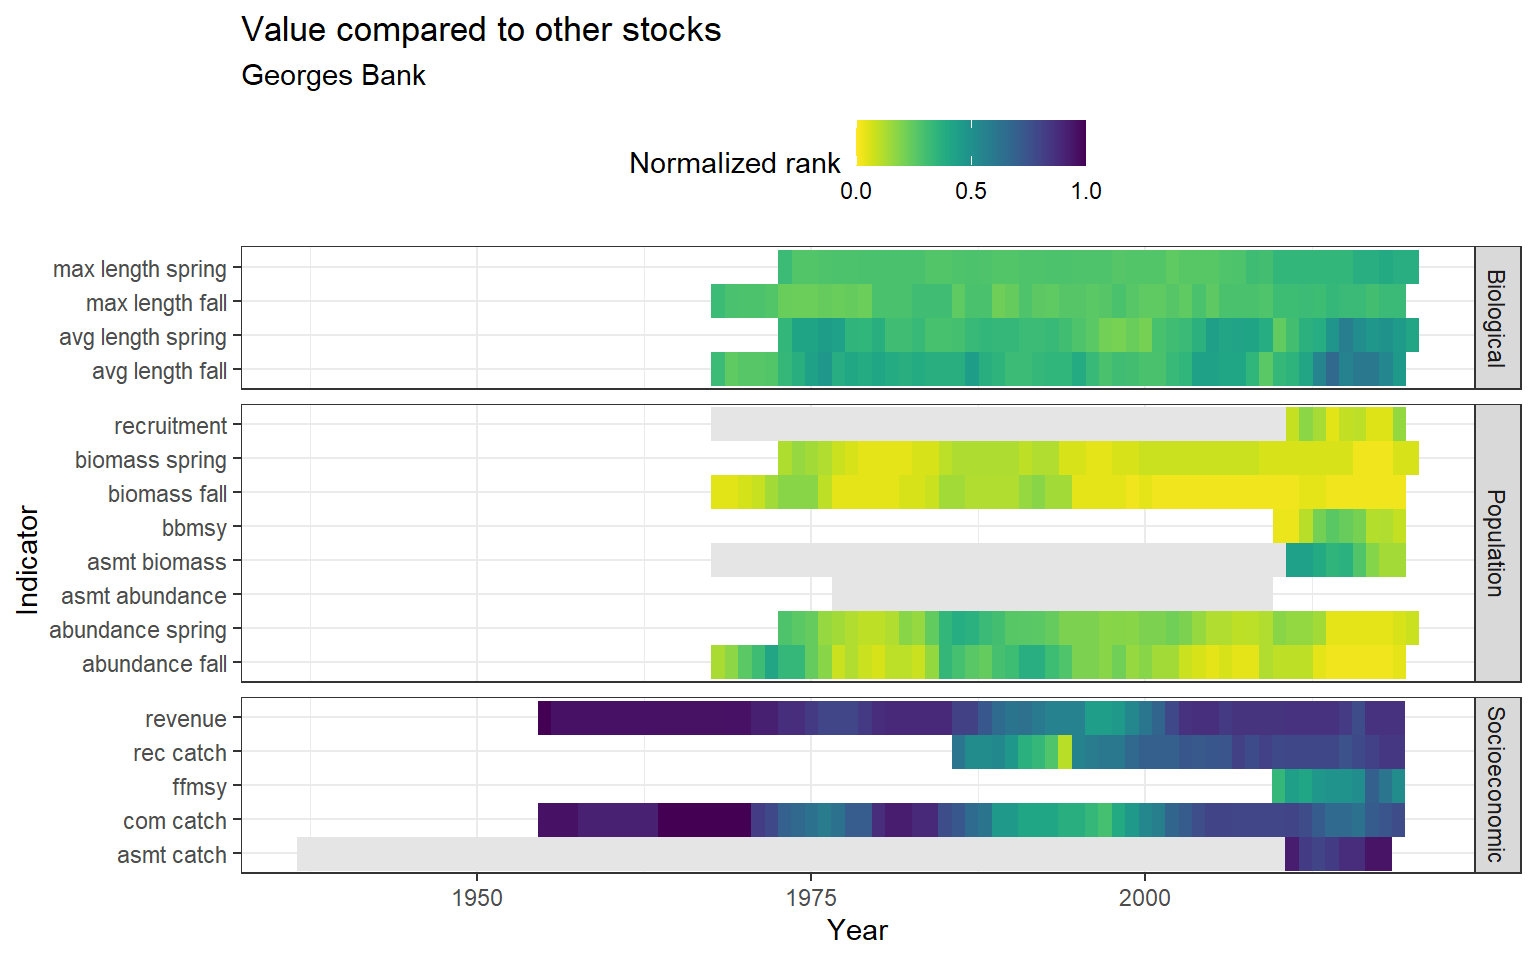 Value compared to other stocks
Georges Bank
Normalized rank
0.0 0.5 1.0
max length spring
max length fall
avg length spring
avg length fall
Biological
recruitment
biomass spring
biomass fall
bbmsy
asmt biomass
asmt abundance
abundance spring
abundance fall
Population
revenue
rec catch
ffmsy
com catch
asmt catch
Socioeconomic
Indicator
1950 1975 2000
Year